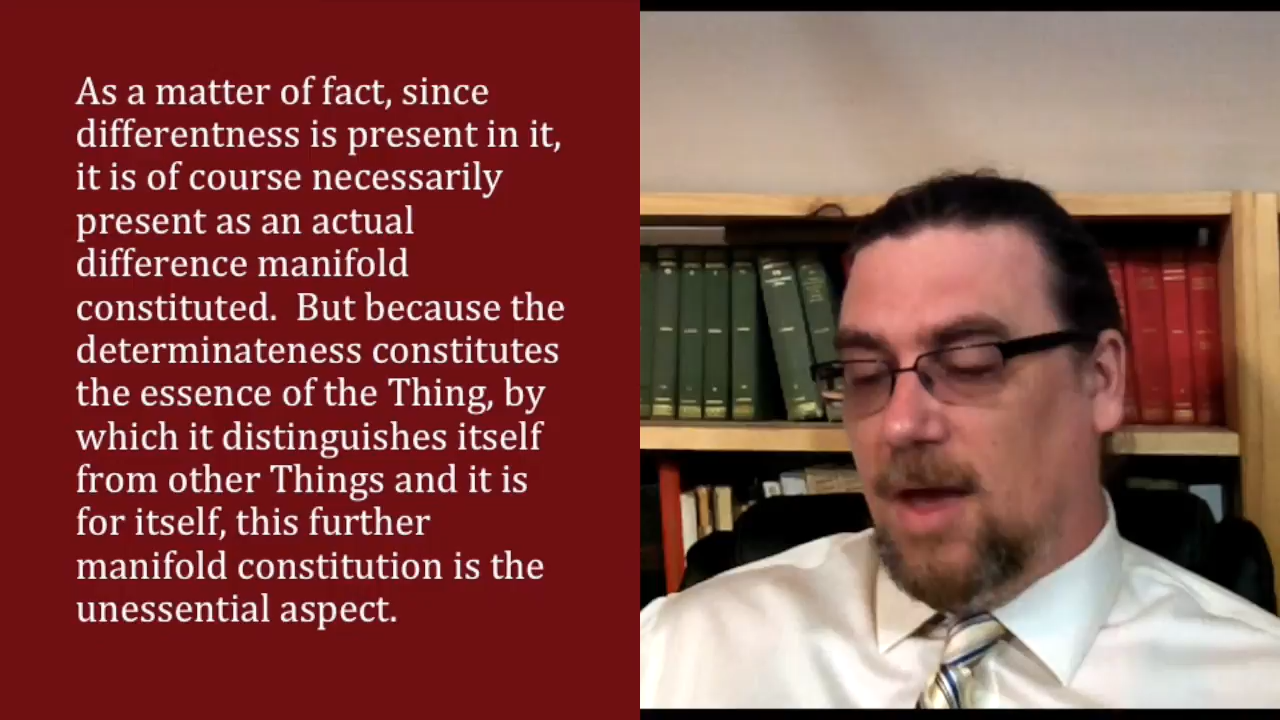 As a matter of fact, since
differentness is present in it,
it is of course necessarily
present as an actual
difference manifold
constituted.  But because the
determinateness constitutes
the essence of the Thing, by
which it distinguishes itself
from other Things and it is
for itself, this further
manifold constitution is the
unessential aspect.